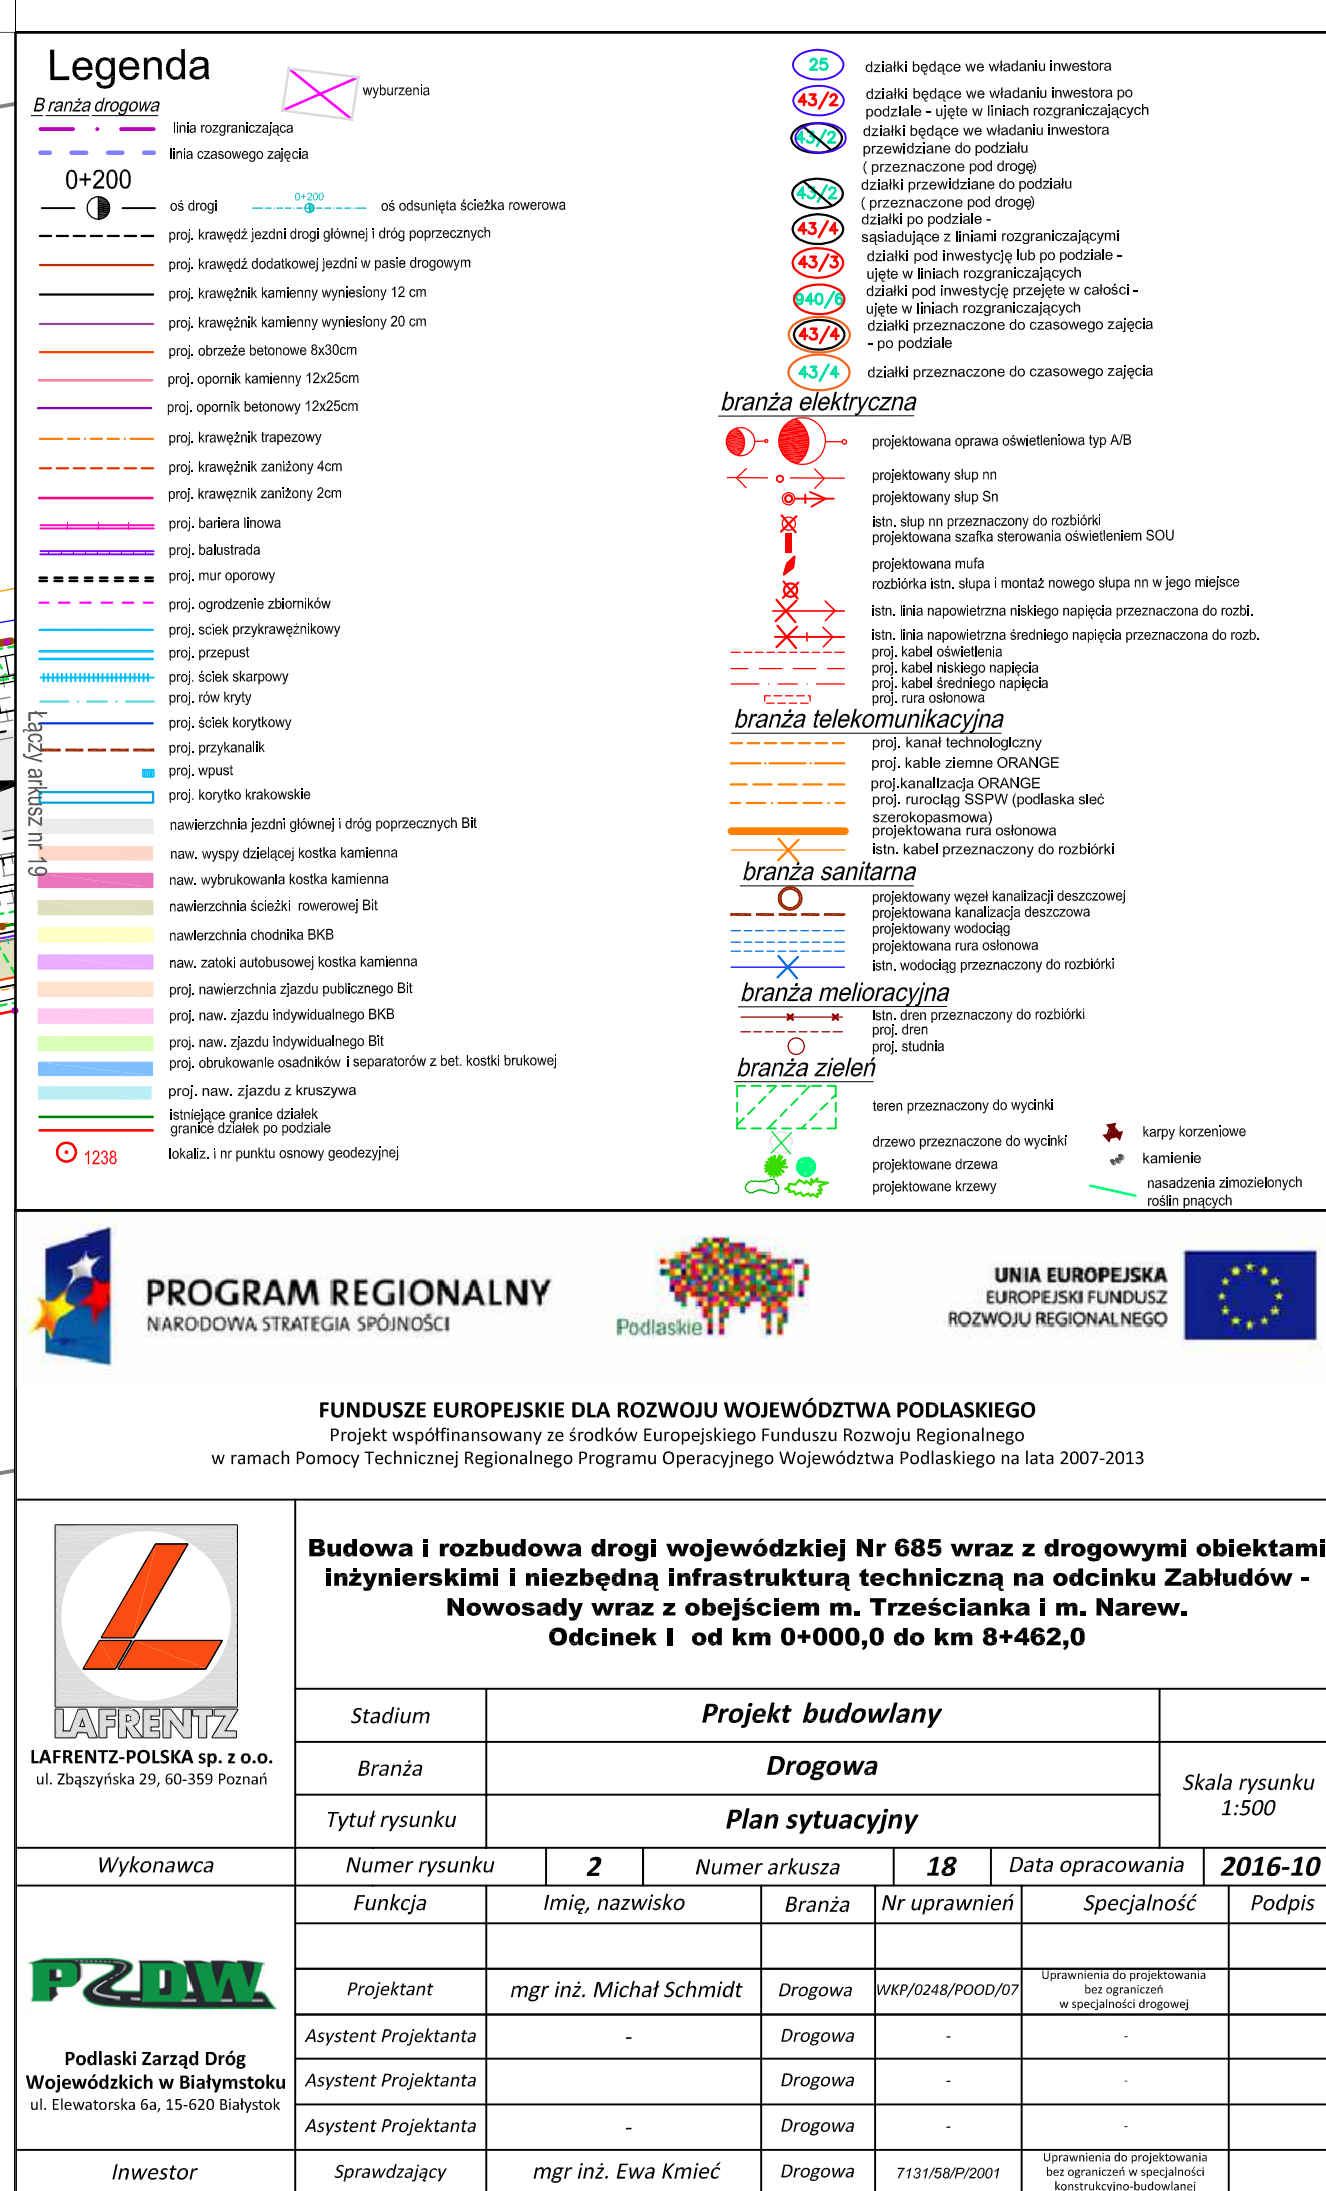 Legenda
Branża drogowa
wyburzenia
linia rozgraniczająca
linia czasowego zajęcia
0+200
oś drogi
0+200
oś odsunięta ścieżka rowerowa
proj. krawędź jezdni drogi głównej i dróg poprzecznych
proj. krawędź dodatkowej jezdni w pasie drogowym
proj. krawężnik kamienny wyniesiony 12 cm
proj. krawężnik kamienny wyniesiony 20 cm
proj. obrzeże betonowe 8x30cm
proj. opornik kamienny 12x25cm
proj. opornik betonowy 12x25cm
proj. krawężnik trapezowy
proj. krawężnik zaniżony 4cm
proj. krawęznik zaniżony 2cm
proj. bariera linowa
proj. balustrada
proj. mur oporowy
proj. ogrodzenie zbiorników
proj. sciek przykrawężnikowy
proj. przepust
proj. ściek skarpowy
proj. rów kryty
proj. ściek korytkowy
proj. przykanalik
proj. wpust
proj. korytko krakowskie
nawierzchnia jezdni głównej i dróg poprzecznych Bit
naw. wyspy dzielącej kostka kamienna
naw. wybrukowania kostka kamienna
nawierzchnia ścieżki rowerowej Bit
nawierzchnia chodnika BKB
naw. zatoki autobusowej kostka kamienna
proj. nawierzchnia zjazdu publicznego Bit
proj. naw. zjazdu indywidualnego BKB
proj. naw. zjazdu indywidualnego Bit
proj. obrukowanie osadników i separatorów z bet. kostki brukowej
proj. naw. zjazdu z kruszywa
istniejące granice działek
granice działek po podziale
1238
lokaliz. i nr punktu osnowy geodezyjnej
Łączy arkusz nr 19
25
działki będące we władaniu inwestora
43/2
działki będące we władaniu inwestora po
podziale - ujęte w liniach rozgraniczających
43/2
działki będące we władaniu inwestora
przewidziane do podziału
( przeznaczone pod drogę)
43/2
działki przewidziane do podziału
( przeznaczone pod drogę)
43/4
działki po podziale -
sąsiadujące z liniami rozgraniczającymi
43/3
działki pod inwestycję lub po podziale -
ujęte w liniach rozgraniczających
940/6
działki pod inwestycję przejęte w całości -
ujęte w liniach rozgraniczających
43/4
działki przeznaczone do czasowego zajęcia
- po podziale
43/4
działki przeznaczone do czasowego zajęcia
branża elektryczna
projektowana oprawa oświetleniowa typ A/B
projektowany słup nn
projektowany słup Sn
istn. słup nn przeznaczony do rozbiórki
projektowana szafka sterowania oświetleniem SOU
projektowana mufa
rozbiórka istn. słupa i montaż nowego słupa nn w jego miejsce
istn. linia napowietrzna niskiego napięcia przeznaczona do rozbi.
istn. linia napowietrzna średniego napięcia przeznaczona do rozb.
proj. kabel oświetlenia
proj. kabel niskiego napięcia
proj. kabel średniego napięcia
proj. rura osłonowa
branża telekomunikacyjna
proj. kanał technologiczny
proj. kable ziemne ORANGE
proj.kanalizacja ORANGE
proj. rurociąg SSPW (podlaska sieć
szerokopasmowa)
projektowana rura osłonowa
istn. kabel przeznaczony do rozbiórki
branża sanitarna
projektowany węzeł kanalizacji deszczowej
projektowana kanalizacja deszczowa
projektowany wodociąg
projektowana rura osłonowa
istn. wodociąg przeznaczony do rozbiórki
branża melioracyjna
istn. dren przeznaczony do rozbiórki
proj. dren
proj. studnia
branża zieleń
teren przeznaczony do wycinki
drzewo przeznaczone do wycinki
projektowane drzewa
projektowane krzewy
karpy korzeniowe
kamienie
nasadzenia zimozielonych
roślin pnących
PROGRAM REGIONALNY
NARODOWA STRATEGIA SPÓJNOŚCI
Podlaskie
UNIA EUROPEJSKA
EUROPEJSKI FUNDUSZ
ROZWOJU REGIONALNEGO
FUNDUSZE EUROPEJSKIE DLA ROZWOJU WOJEWÓDZTWA PODLASKIEGO
Projekt współfinansowany ze środków Europejskiego Funduszu Rozwoju Regionalnego
w ramach Pomocy Technicznej Regionalnego Programu Operacyjnego Województwa Podlaskiego na lata 2007-2013
LAFRENTZ
LAFRENTZ-POLSKA sp. z o.o.
ul. Zbąszyńska 29, 60-359 Poznań
Budowa i rozbudowa drogi wojewódzkiej Nr 685 wraz z drogowymi obiektami
inżynierskimi i niezbędną infrastrukturą techniczną na odcinku Zabłudów -
Nowosady wraz z obejściem m. Trześcianka i m. Narew.
Odcinek I od km 0+000,0 do km 8+462,0
Stadium
Projekt budowlany
Branża
Drogowa
Skala rysunku
1:500
Tytuł rysunku
Plan sytuacyjny
Wykonawca
Numer rysunku
2
Numer arkusza
18
Data opracowania
2016-10
Funkcja
Imię, nazwisko
Branża
Nr uprawnień
Specjalność
Podpis
PZDW
Podlaski Zarząd Dróg
Wojewódzkich w Białymstoku
ul. Elewatorska 6a, 15-620 Białystok
Projektant
mgr inż. Michał Schmidt
Drogowa
WKP/0248/POOD/07
Uprawnienia do projektowania
bez ograniczeń
w specjalności drogowej
Asystent Projektanta
-
Drogowa
-
-
Asystent Projektanta
Drogowa
-
-
Asystent Projektanta
-
Drogowa
-
-
Inwestor
Sprawdzający
mgr inż. Ewa Kmieć
Drogowa
7131/58/P/2001
Uprawnienia do projektowania
bez ograniczeń w specjalności
konstrukcyjno-budowlanej